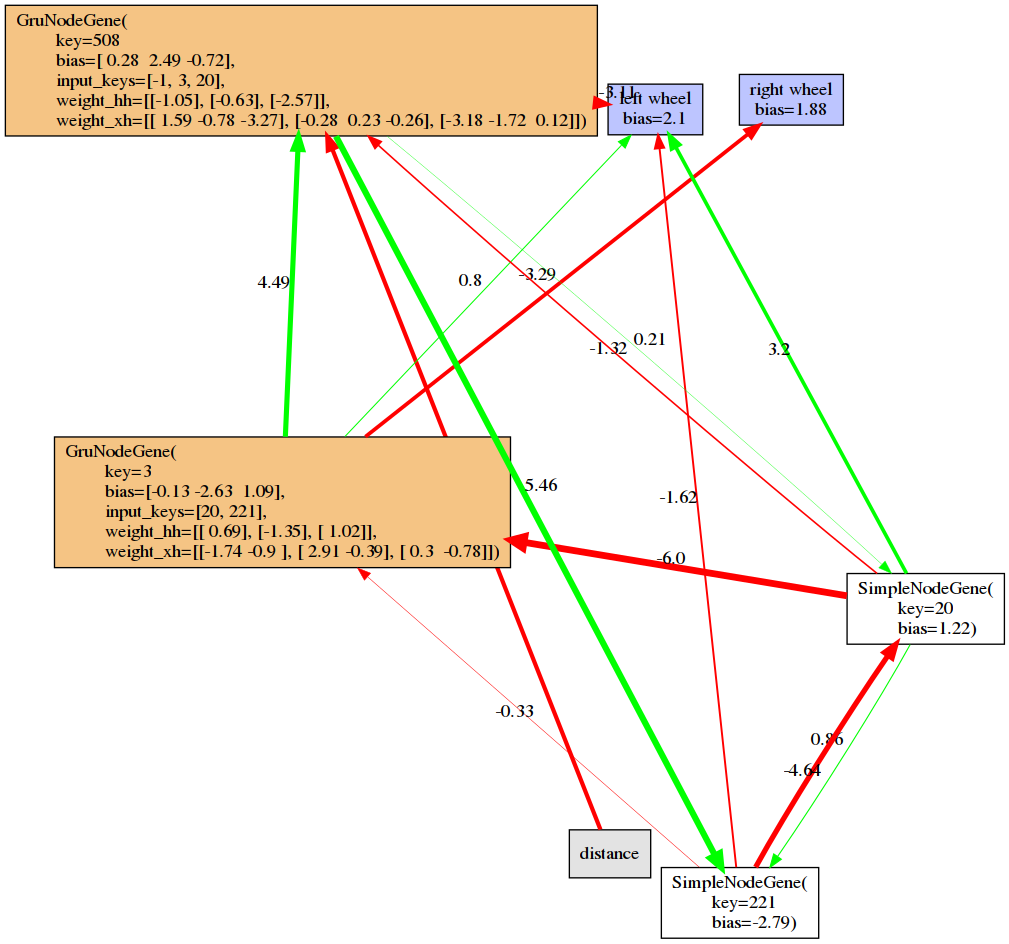 GruNodeGene(
key=508
bias=[ 0.28 2.49 -0.72],
input_keys=[-1, 3, 20],
weight_hh=[[-1.05], [-0.63], [-2.57]],
weight_xh=[[ 1.59 -0.78 -3.27], [-0.28 0.23 -0.26], [-3.18 -1.72 0.12]])
-3.11
left wheel
bias=2.1
right wheel
bias=1.88
4.49
0.8
-3.29
-1.32
0.21
3.2
GruNodeGene(
key=3
bias=[-0.13 -2.63 1.09],
input_keys=[20, 221],
weight_hh=[[ 0.69], [-1.35], [ 1.02]],
weight_xh=[[-1.74 -0.9 ], [ 2.91 -0.39], [ 0.3 -0.78]])
5.46
-1.62
-6.0
SimpleNodeGene(
key=20
bias=1.22)
-0.33
0.86
-4.64
distance
SimpleNodeGene(
key=221
bias=-2.79)